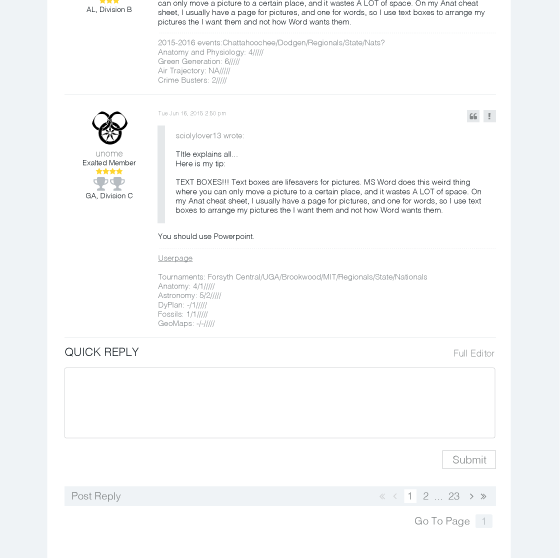 can only move a picture to a certain place, and it wastes A LOT of space. On my Anat cheat
AL, Division B
sheet, I usually have a page for pictures, and one for words, so I use text boxes to arrange my
pictures the I want them and not how Word wants them.
2015-2016 events:Chattahoochee/Dodgen/Regionals/State/Nats?
Anatomy and Physiology: 4/////
Green Generation: 6/////
Air Trajectory: NA/////
Crime Busters: 2/////
Tue Jun 16, 2015 2:50 pm
unome
Exalted Member
GA, Division C
sciolylover13 wrote:
Title explains all...
Here is my tip:
TEXT BOXES!!! Text boxes are lifesavers for pictures. MS Word does this weird thing
where you can only move a picture to a certain place, and it wastes A LOT of space. On
my Anat cheat sheet, I usually have a page for pictures, and one for words, so I use text
boxes to arrange my pictures the I want them and not how Word wants them.
You should use Powerpoint.
Userpage
Tournaments: Forsyth Central/UGA/Brookwood/MIT/Regionals/State/Nationals
Anatomy: 4/1/////
Astronomy: 5/2/////
DyPlan: -/1/////
Fossils: 1/1/////
GeoMaps: -/-/////
QUICK REPLY
Full Editor
Submit
Post Reply « ‹ 1 2 ... 23 › »
Go To Page 1